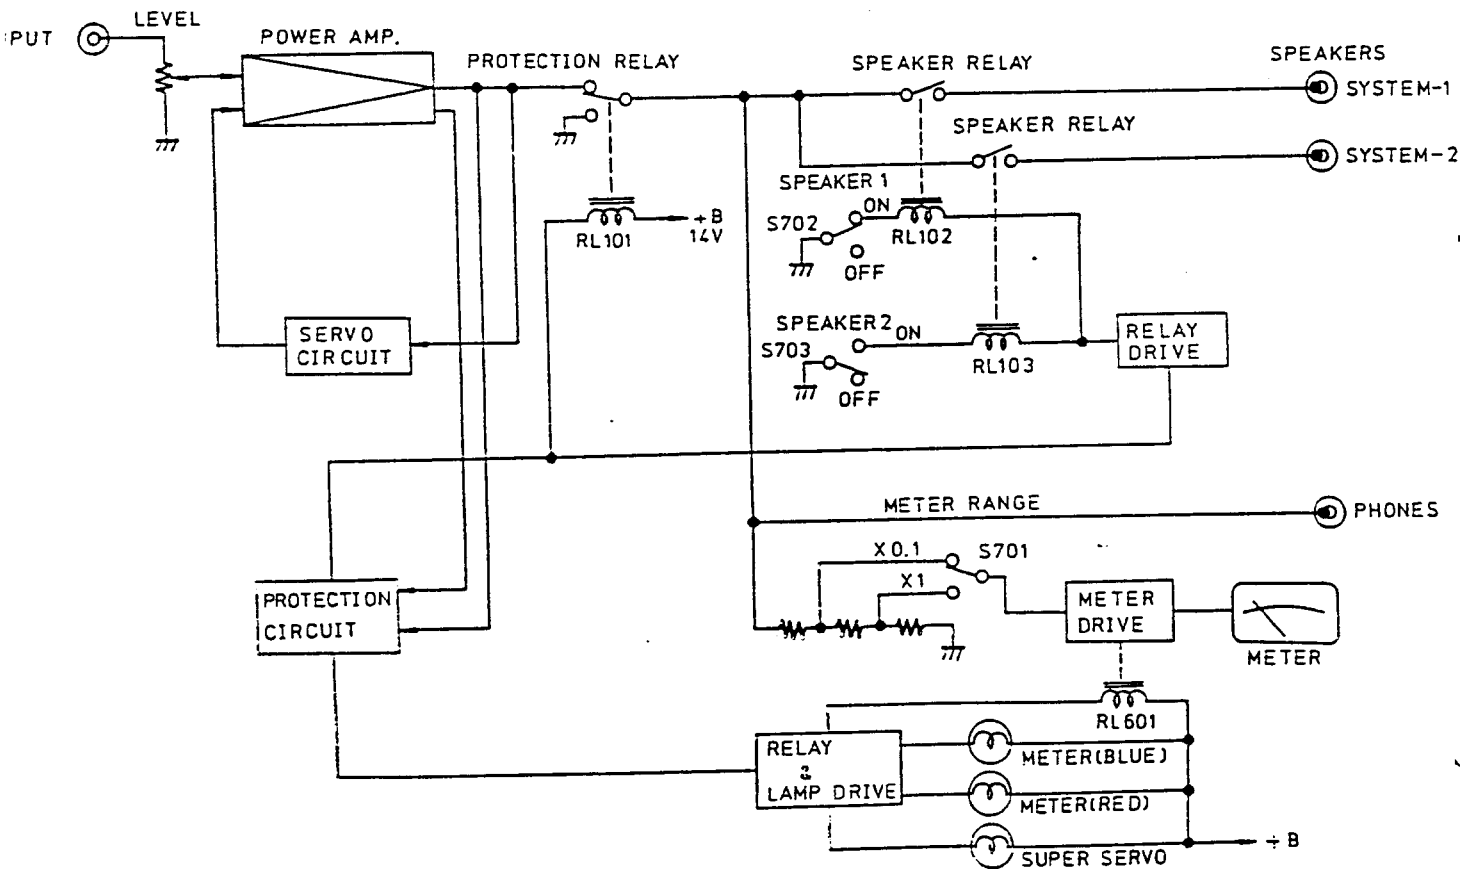 PUT
LEVEL
POWER AMP.
PROTECTION RELAY
SPEAKER RELAY
SPEAKERS
SYSTEM-1
SPEAKER RELAY
SYSTEM-2
SPEAKER 1
ON
S702
OFF
RL102
RL101
+B
14V
SERVO
CIRCUIT
SPEAKER2
ON
S703
OFF
RL103
RELAY
DRIVE
METER RANGE
PHONES
X0.1
S701
X1
PROTECTION
CIRCUIT
METER
DRIVE
METER
RL601
RELAY
&
LAMP DRIVE
METER(BLUE)
METER(RED)
SUPER SERVO
+B